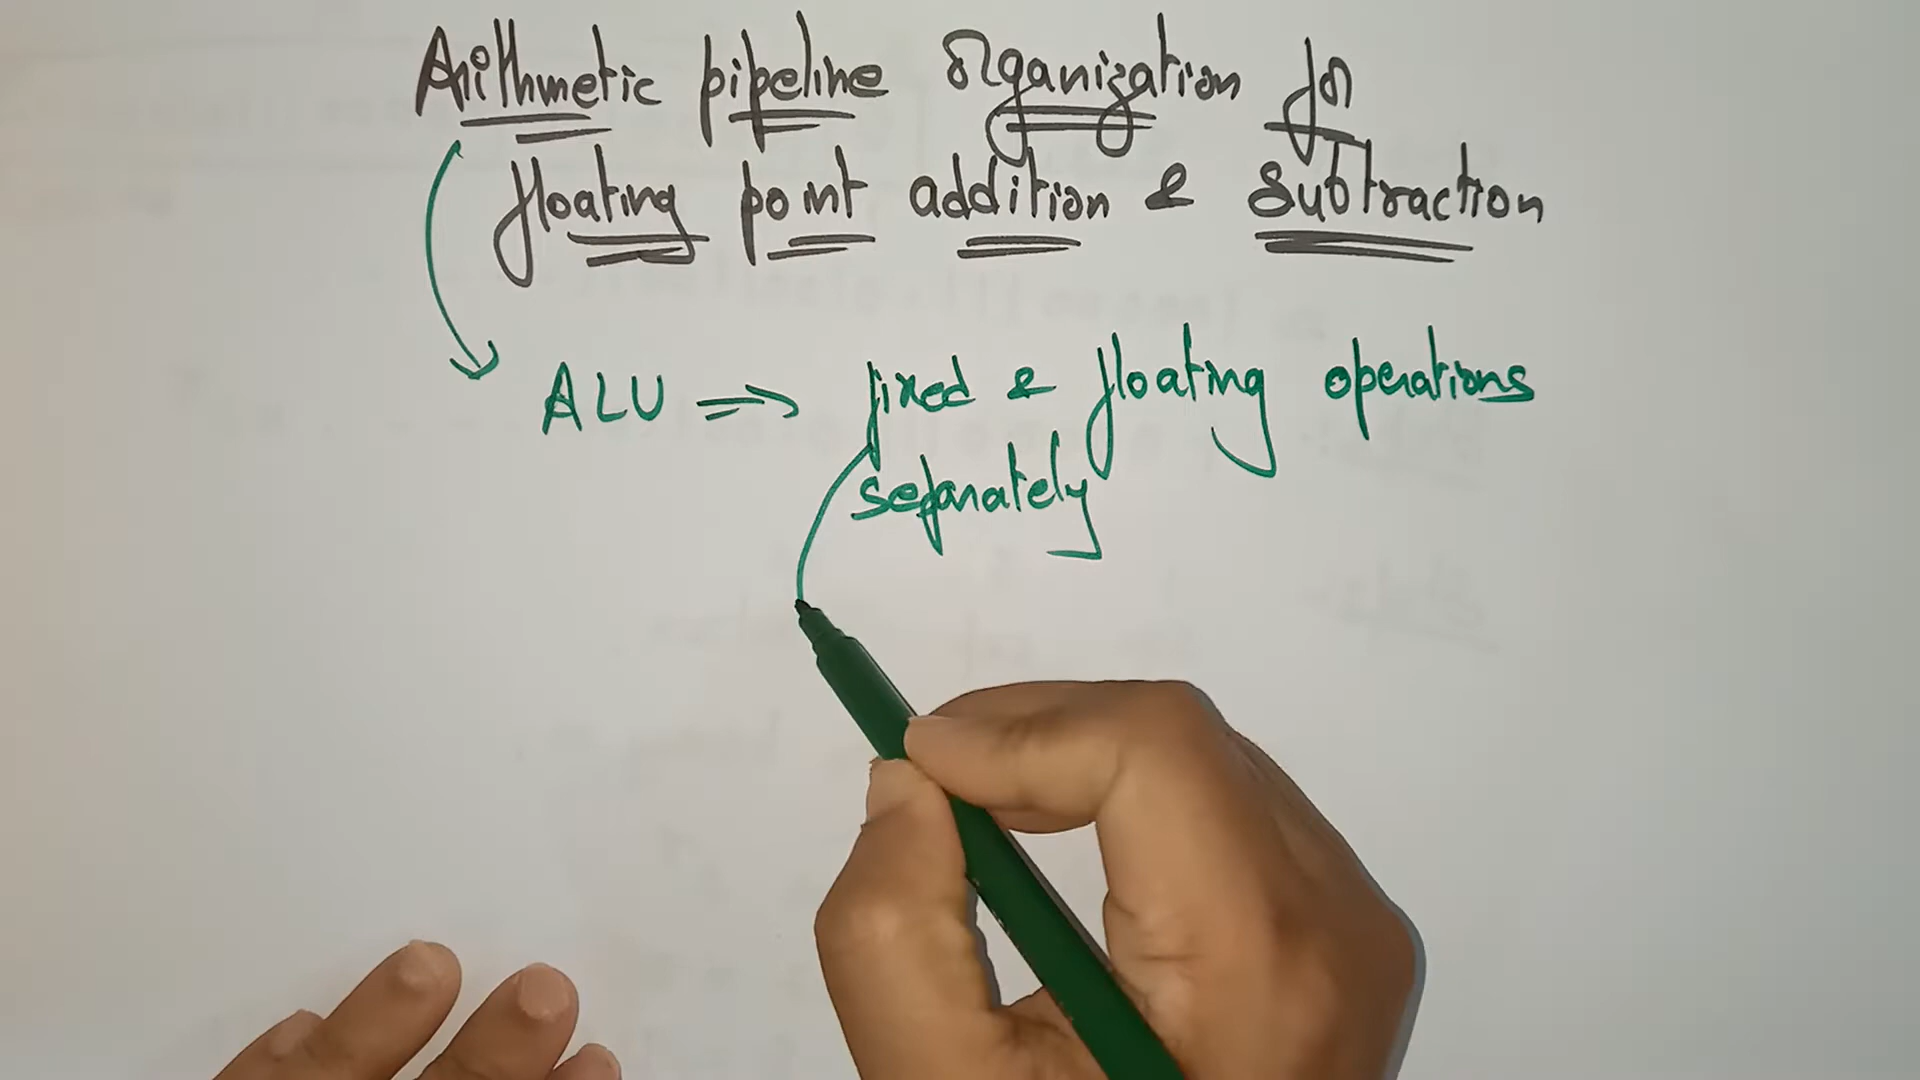 Arithmetic pipeline Organization for
floating point addition & Subtraction
ALU ⇒ fixed & floating operations
separately